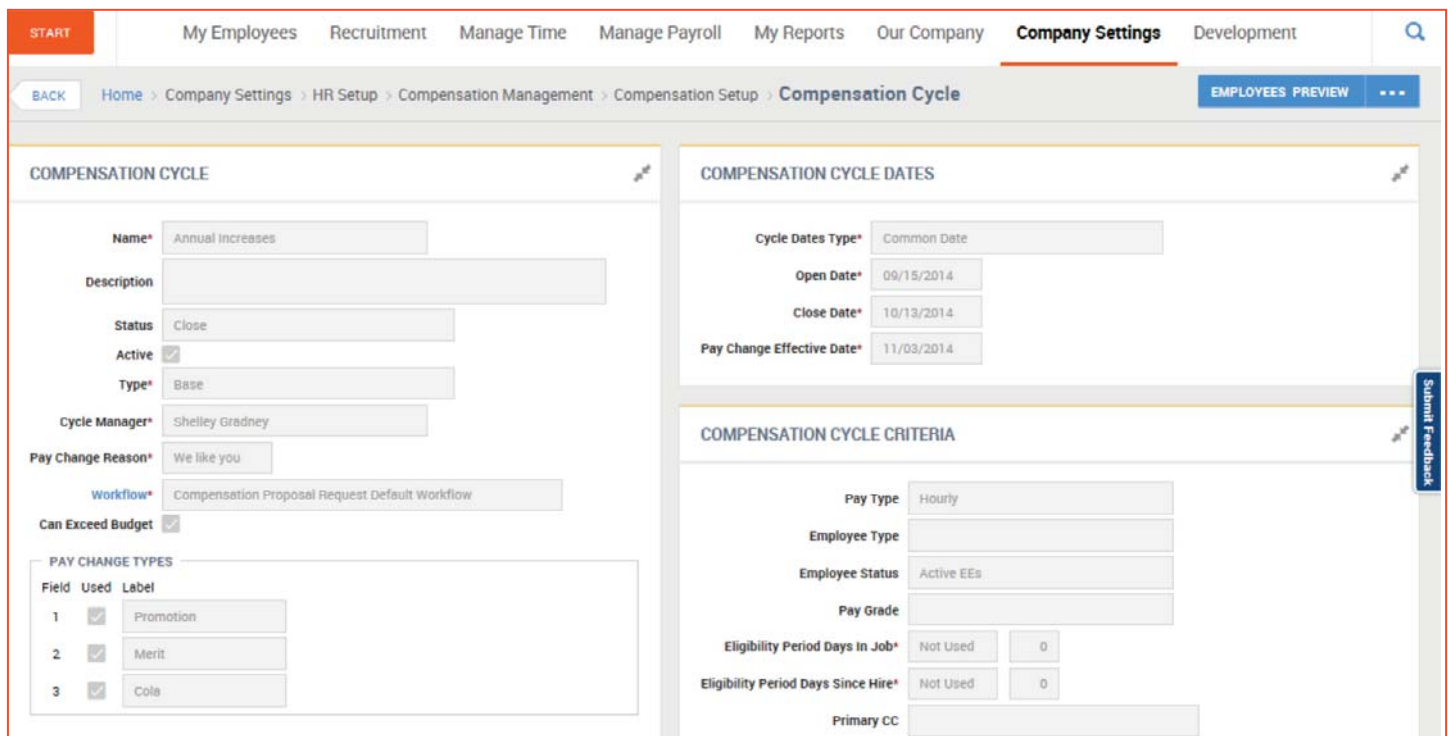 START My Employees Recruitment Manage Time Manage Payroll My Reports Our Company Company Settings Development
BACK Home > Company Settings > HR Setup > Compensation Management > Compensation Setup > Compensation Cycle EMPLOYEES PREVIEW ...
COMPENSATION CYCLE
Name* Annual Increases
Description
Status Close
Active
Type* Base
Cycle Manager* Shelley Gradney
Pay Change Reason* We like you
Workflow* Compensation Proposal Request Default Workflow
Can Exceed Budget
PAY CHANGE TYPES
Field Used Label
1 Promotion
2 Merit
3 Cola
COMPENSATION CYCLE DATES
Cycle Dates Type* Common Date
Open Date* 09/15/2014
Close Date* 10/13/2014
Pay Change Effective Date* 11/03/2014
COMPENSATION CYCLE CRITERIA
Pay Type Hourly
Employee Type
Employee Status Active EEs
Pay Grade
Eligibility Period Days In Job* Not Used 0
Eligibility Period Days Since Hire* Not Used 0
Primary CC
Submit Feedback